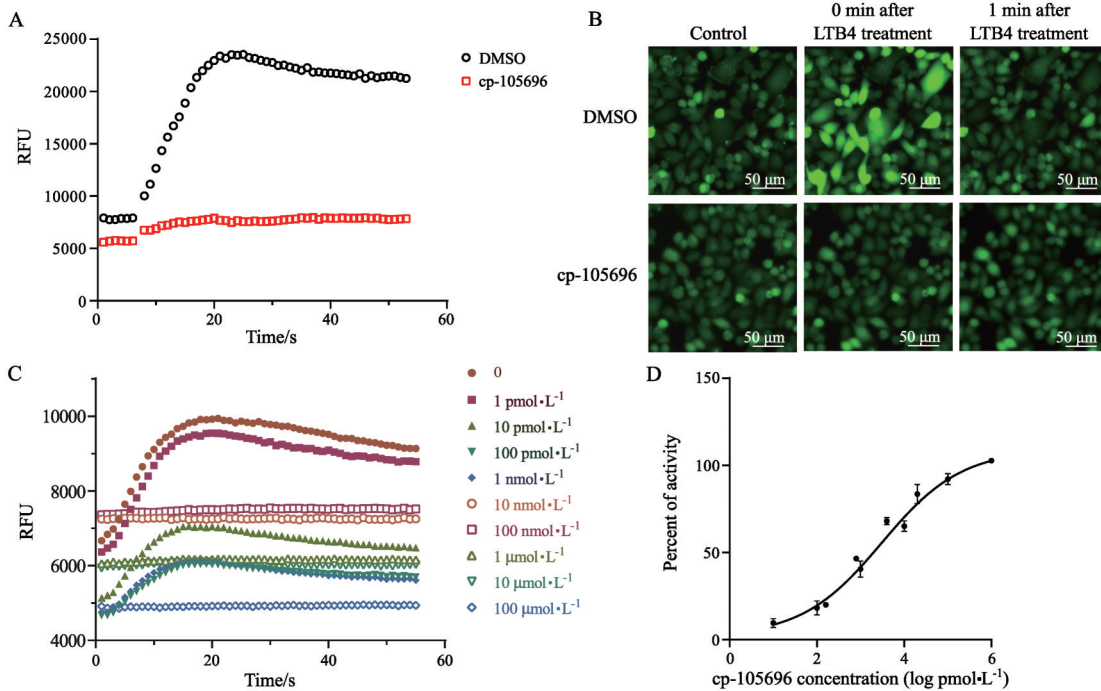 A
25000
20000
15000
10000
5000
0
RFU
0 20 40 60
Time/s
DMSO
cp-105696
B
Control
0 min after
LTB4 treatment
1 min after
LTB4 treatment
DMSO
50 μm
50 μm
50 μm
cp-105696
50 μm
50 μm
50 μm
C
10000
8000
6000
4000
RFU
0 20 40 60
Time/s
0
1 pmol·L⁻¹
10 pmol·L⁻¹
100 pmol·L⁻¹
1 nmol·L⁻¹
10 nmol·L⁻¹
100 nmol·L⁻¹
1 μmol·L⁻¹
10 μmol·L⁻¹
100 μmol·L⁻¹
D
150
100
50
0
Percent of activity
0 2 4 6
cp-105696 concentration (log pmol·L⁻¹)